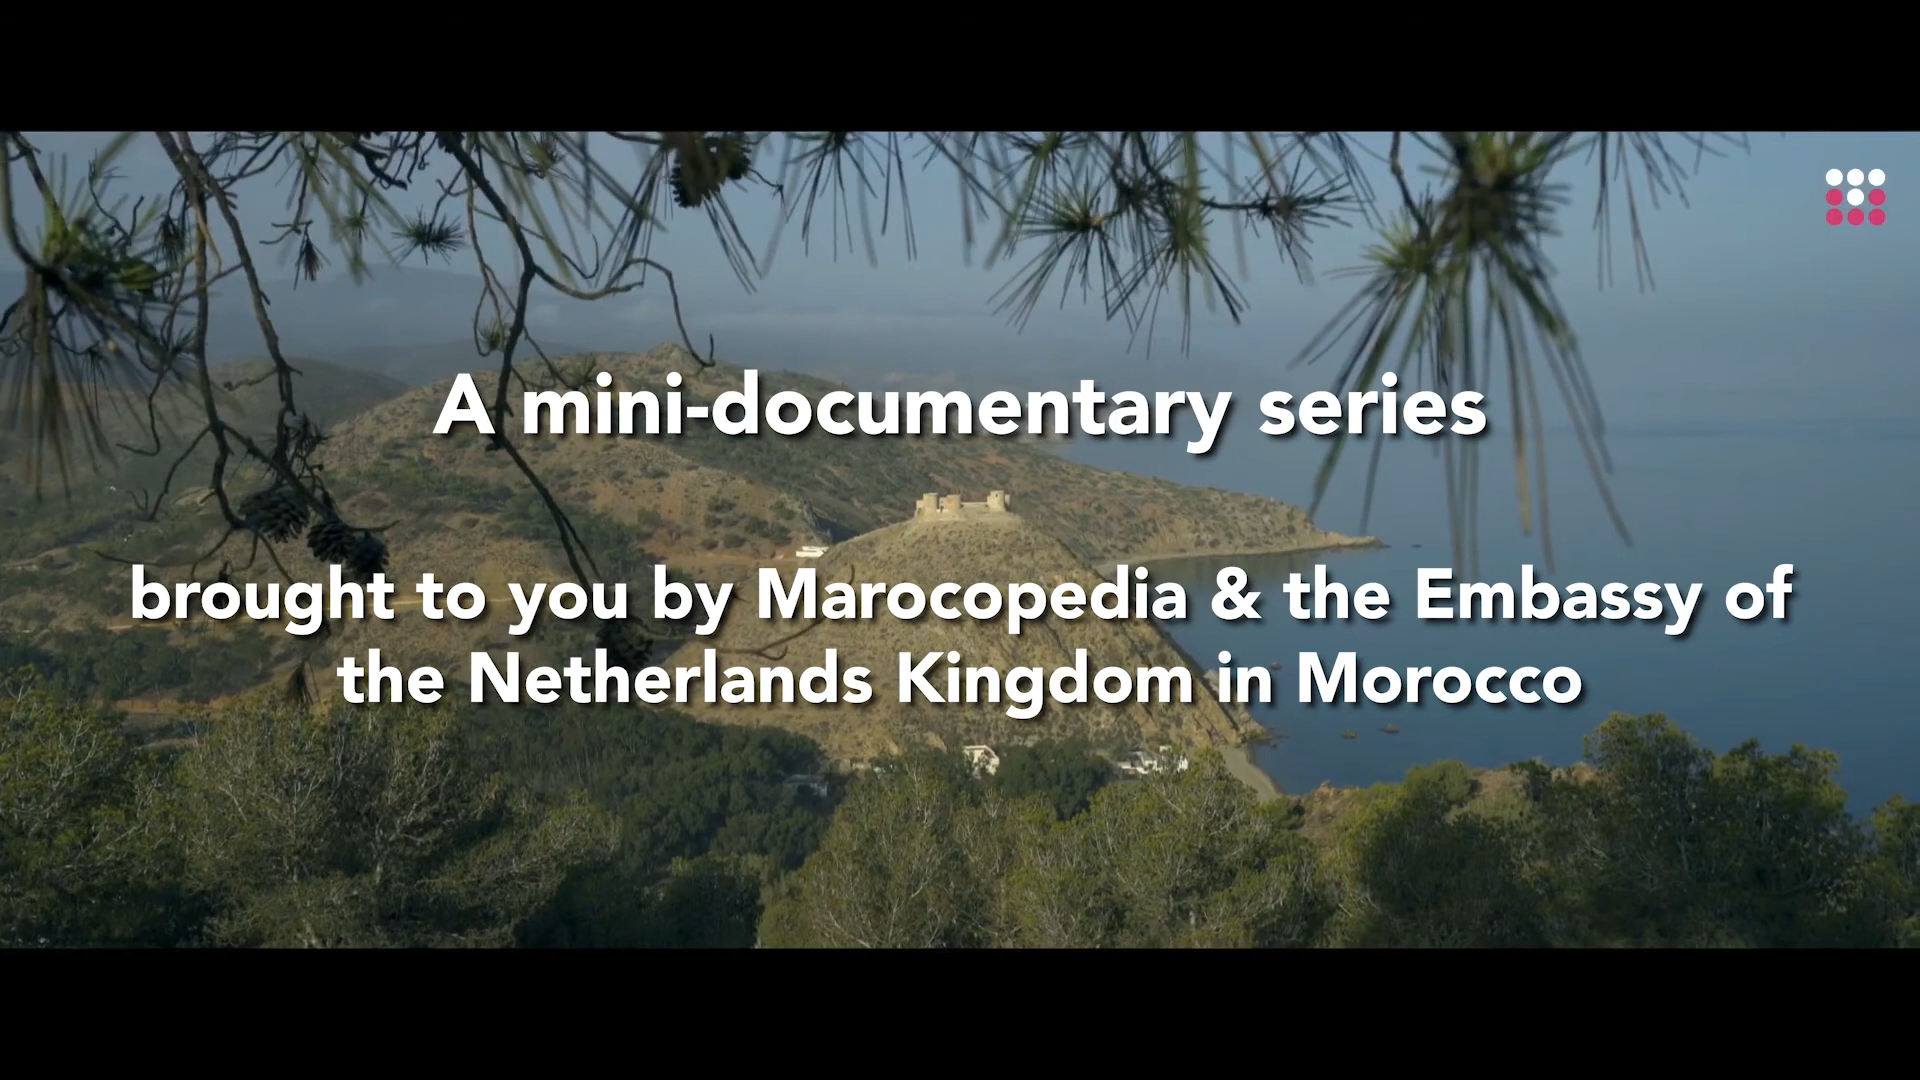 A mini-documentary series
brought to you by Marocopedia & the Embassy of
the Netherlands Kingdom in Morocco